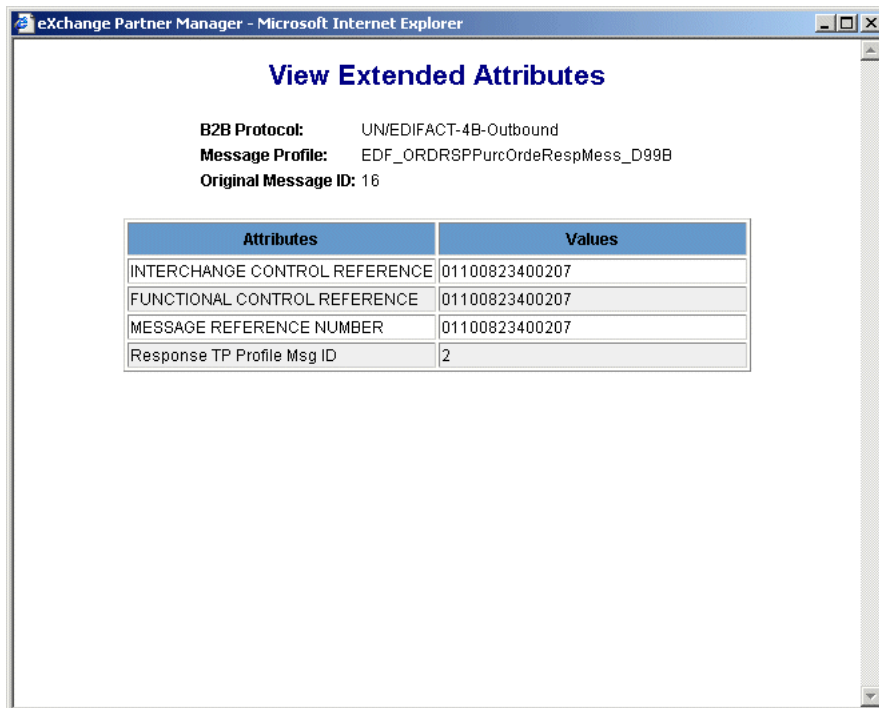 eXchange Partner Manager - Microsoft Internet Explorer
View Extended Attributes
B2B Protocol: UN/EDIFACT-4B-Outbound
Message Profile: EDF_ORDRSPPurcOrdeRespMess_D99B
Original Message ID: 16
Attributes Values
INTERCHANGE CONTROL REFERENCE 01100823400207
FUNCTIONAL CONTROL REFERENCE 01100823400207
MESSAGE REFERENCE NUMBER 01100823400207
Response TP Profile Msg ID 2